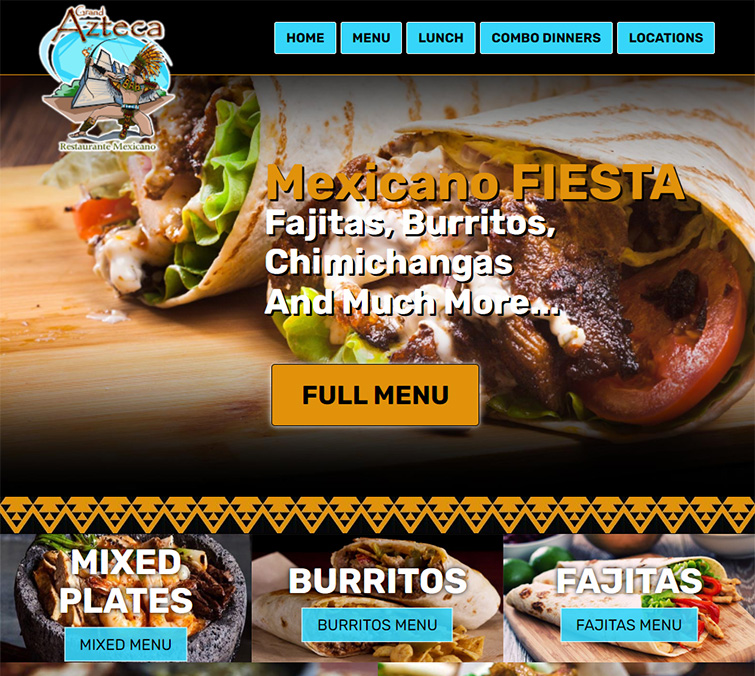 Grand
Azteca
Restaurante Mexicano
HOME
MENU
LUNCH
COMBO DINNERS
LOCATIONS
Mexicano FIESTA
Fajitas, Burritos,
Chimichangas
And Much More...
FULL MENU
MIXED
PLATES
MIXED MENU
BURRITOS
BURRITOS MENU
FAJITAS
FAJITAS MENU